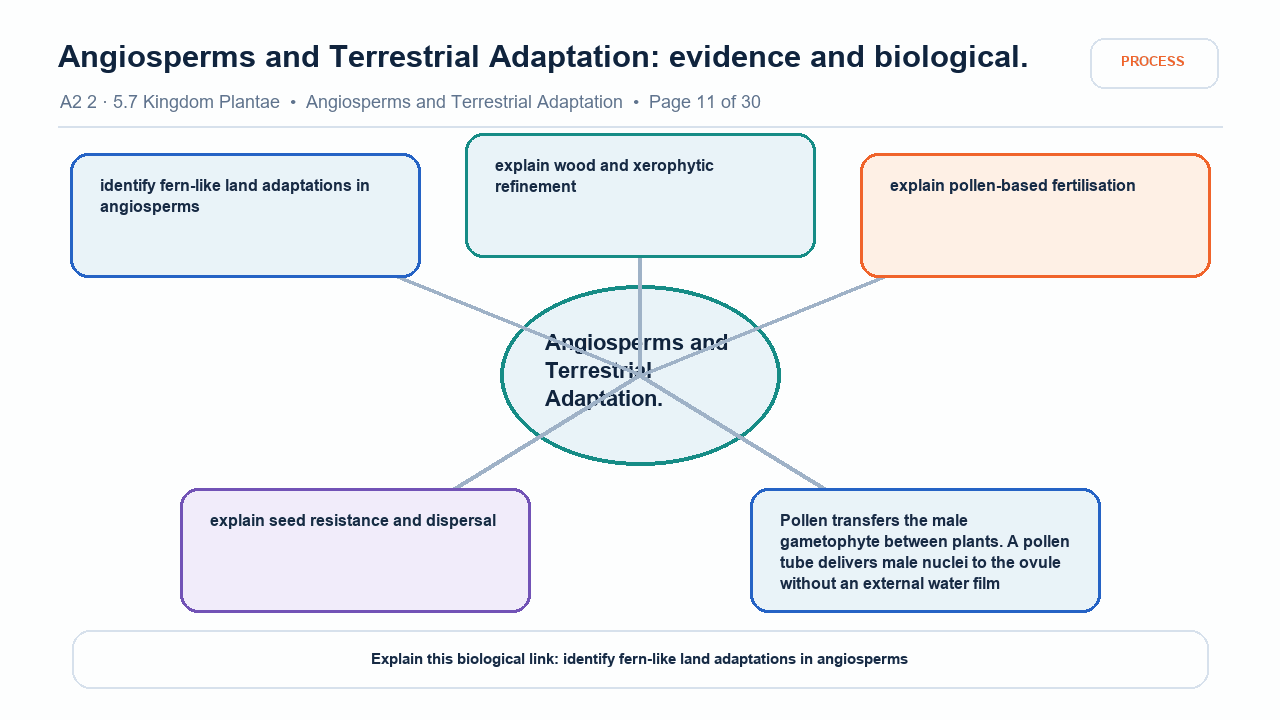 Angiosperms and Terrestrial Adaptation: evidence and biological.
PROCESS
A2 2 · 5.7 Kingdom Plantae • Angiosperms and Terrestrial Adaptation • Page 11 of 30
identify fern-like land adaptations in
angiosperms
explain wood and xerophytic
refinement
explain pollen-based fertilisation
Angiosperms and
Terrestrial
Adaptation.
explain seed resistance and dispersal
Pollen transfers the male
gametophyte between plants. A pollen
tube delivers male nuclei to the ovule
without an external water film
Explain this biological link: identify fern-like land adaptations in angiosperms